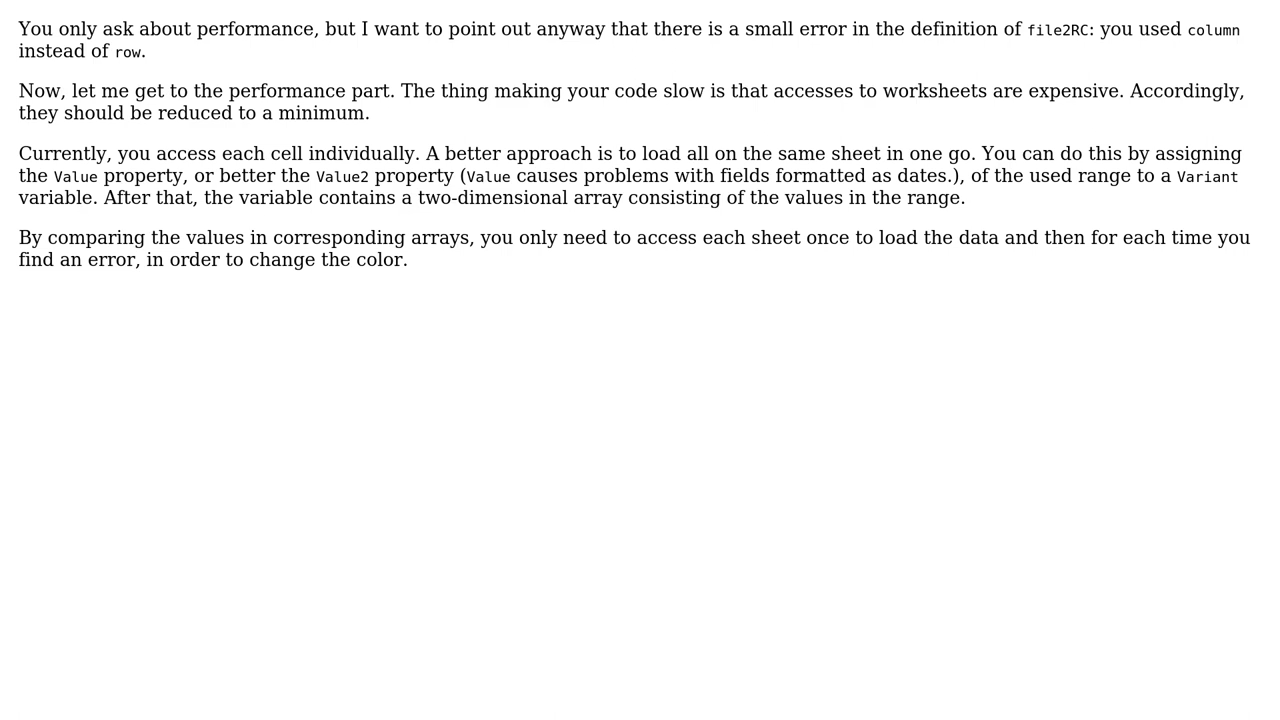 You only ask about performance, but I want to point out anyway that there is a small error in the definition of file2RC: you used column
instead of row.
Now, let me get to the performance part. The thing making your code slow is that accesses to worksheets are expensive. Accordingly,
they should be reduced to a minimum.
Currently, you access each cell individually. A better approach is to load all on the same sheet in one go. You can do this by assigning
the Value property, or better the Value2 property (Value causes problems with fields formatted as dates.), of the used range to a Variant
variable. After that, the variable contains a two-dimensional array consisting of the values in the range.
By comparing the values in corresponding arrays, you only need to access each sheet once to load the data and then for each time you
find an error, in order to change the color.